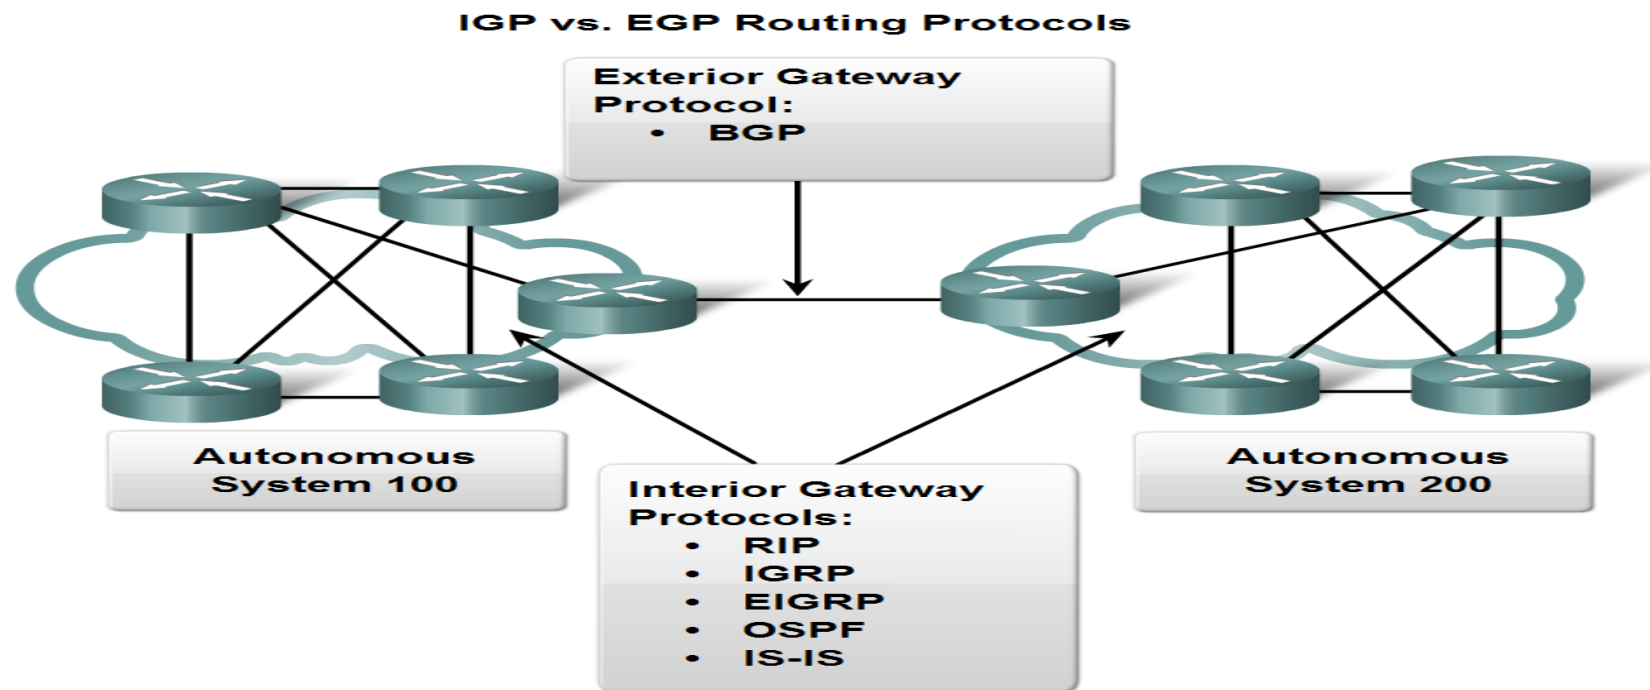 IGP vs. EGP Routing Protocols
Exterior Gateway
Protocol:
• BGP
Autonomous
System 100
Autonomous
System 200
Interior Gateway
Protocols:
• RIP
• IGRP
• EIGRP
• OSPF
• IS-IS